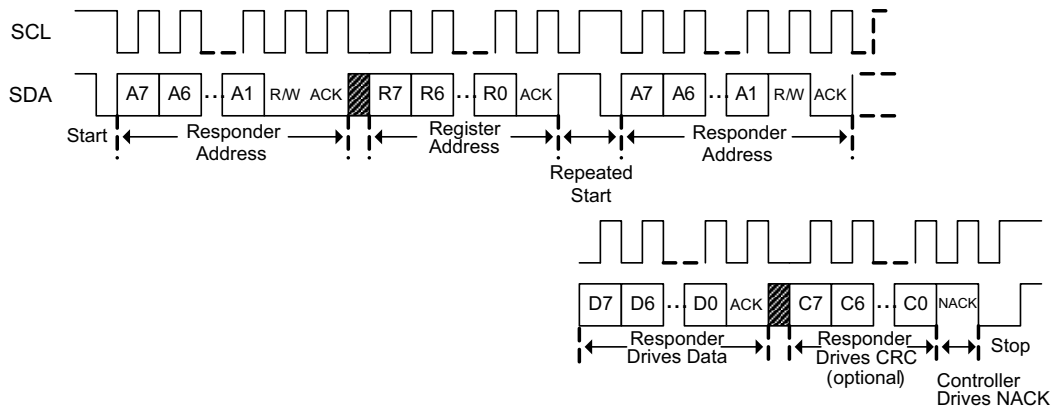 SCL
SDA
A7 A6 ... A1 R/W ACK R7 R6 ... R0 ACK A7 A6 ... A1 R/W ACK
Start
Responder
Address
Register
Address
Repeated
Start
Responder
Address
D7 D6 ... D0 ACK C7 C6 ... C0 NACK
Responder
Drives Data
Responder
Drives CRC
(optional)
Stop
Controller
Drives NACK